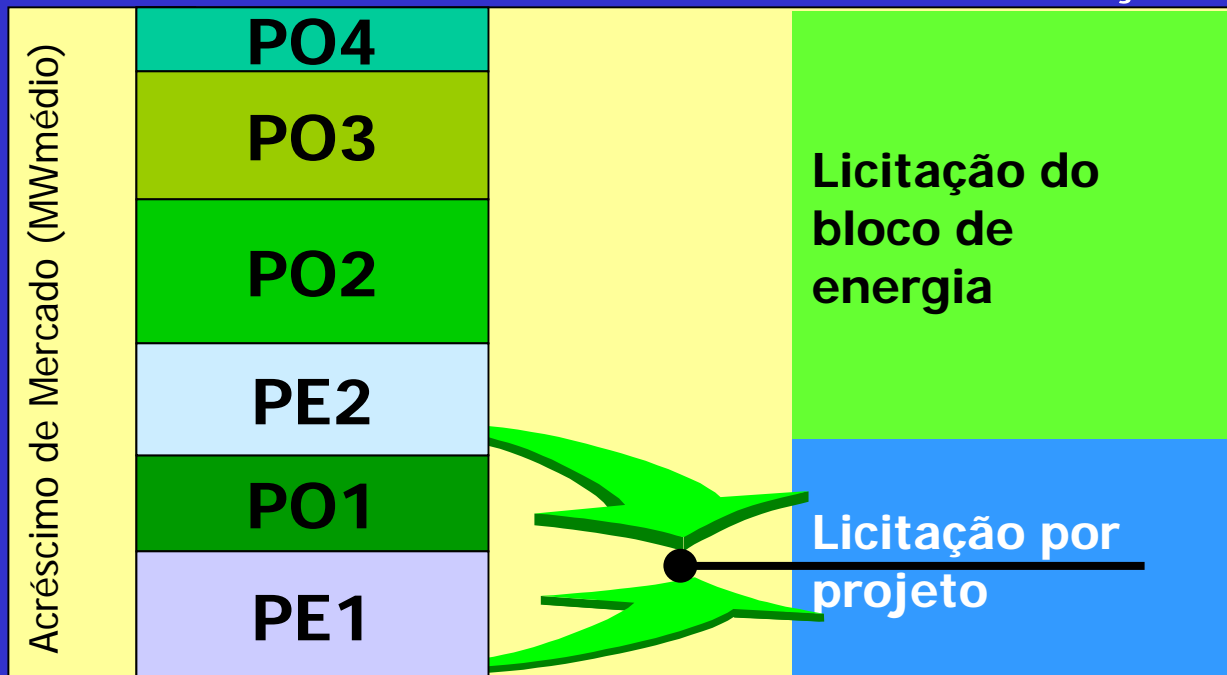 Acréscimo de Mercado (MWmédio)
PO4
PO3
PO2
PE2
PO1
PE1
Licitação do
bloco de
energia
Licitação por
projeto